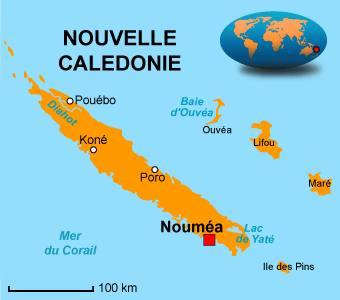 NOUVELLE
CALEDONIE
Pouébo
Diahot
Baie
d'Ouvéa
Ouvéa
Koné
Lifou
Poro
Maré
Nouméa
Lac
de Yaté
Mer
du Corail
Ile des Pins
100 km